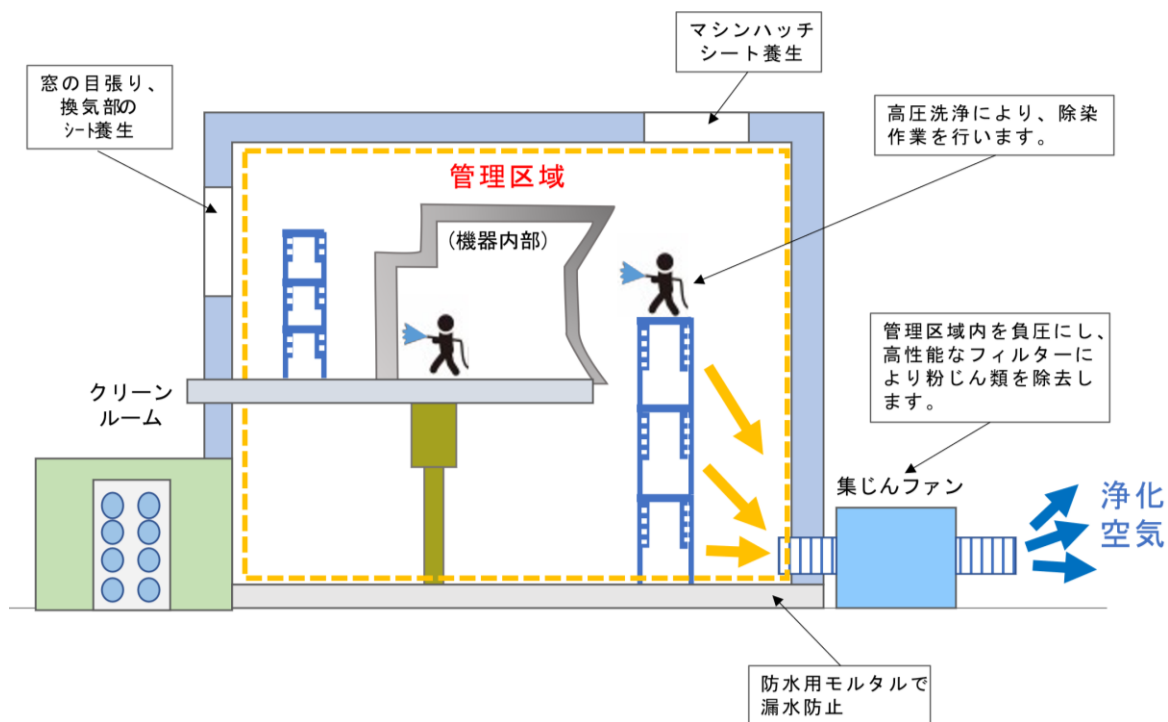 マシンハッチ
シート養生
窓の目張り、
換気部の
ｼｰﾄ養生
高圧洗浄により、除染
作業を行います。
管理区域
(機器内部)
管理区域内を負圧にし、
高性能なフィルターに
より粉じん類を除去し
ます。
クリーン
ルーム
集じんファン
浄化
空気
防水用モルタルで
漏水防止